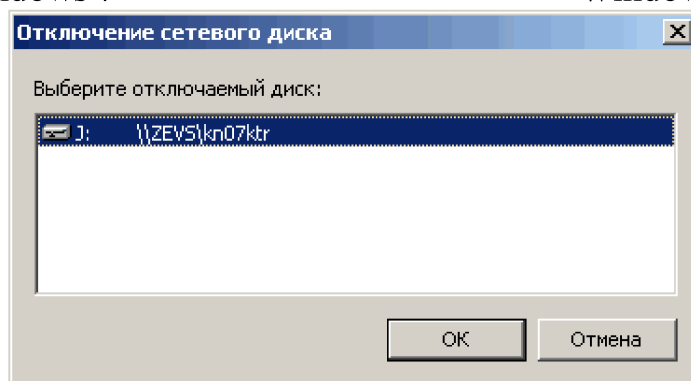 Отключение сетевого диска
Выберите отключаемый диск:
J: \\ZEVS\kn07ktr
OK
Отмена